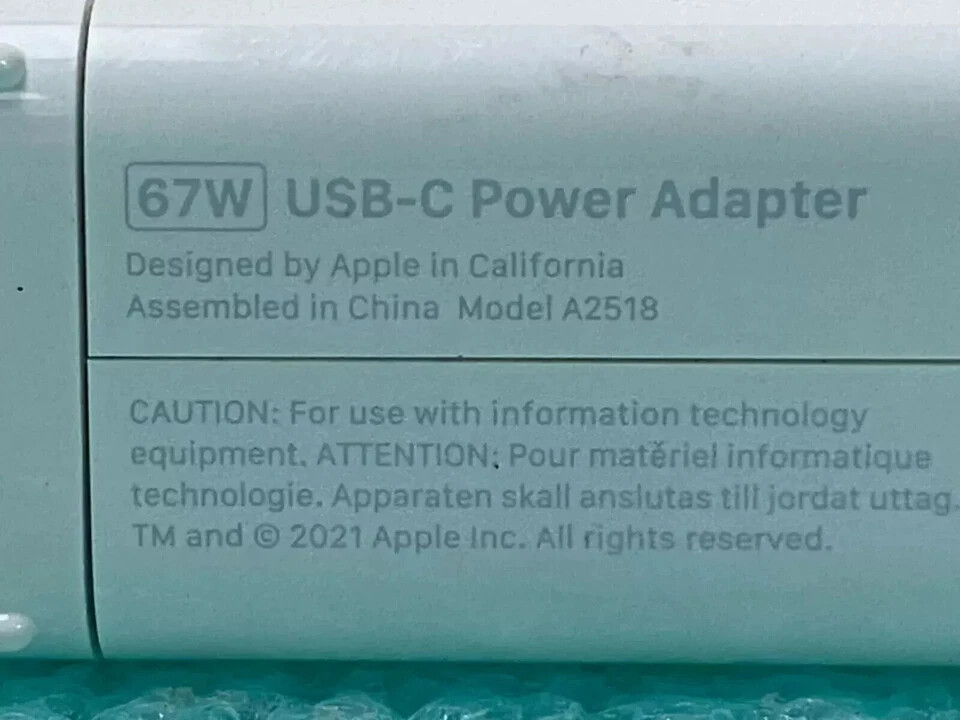 67W USB-C Power Adapter
Designed by Apple in California
Assembled in China Model A2518
CAUTION: For use with information technology
equipment. ATTENTION: Pour matériel informatique
technologie. Apparaten skall anslutas till jordat uttag.
TM and © 2021 Apple Inc. All rights reserved.